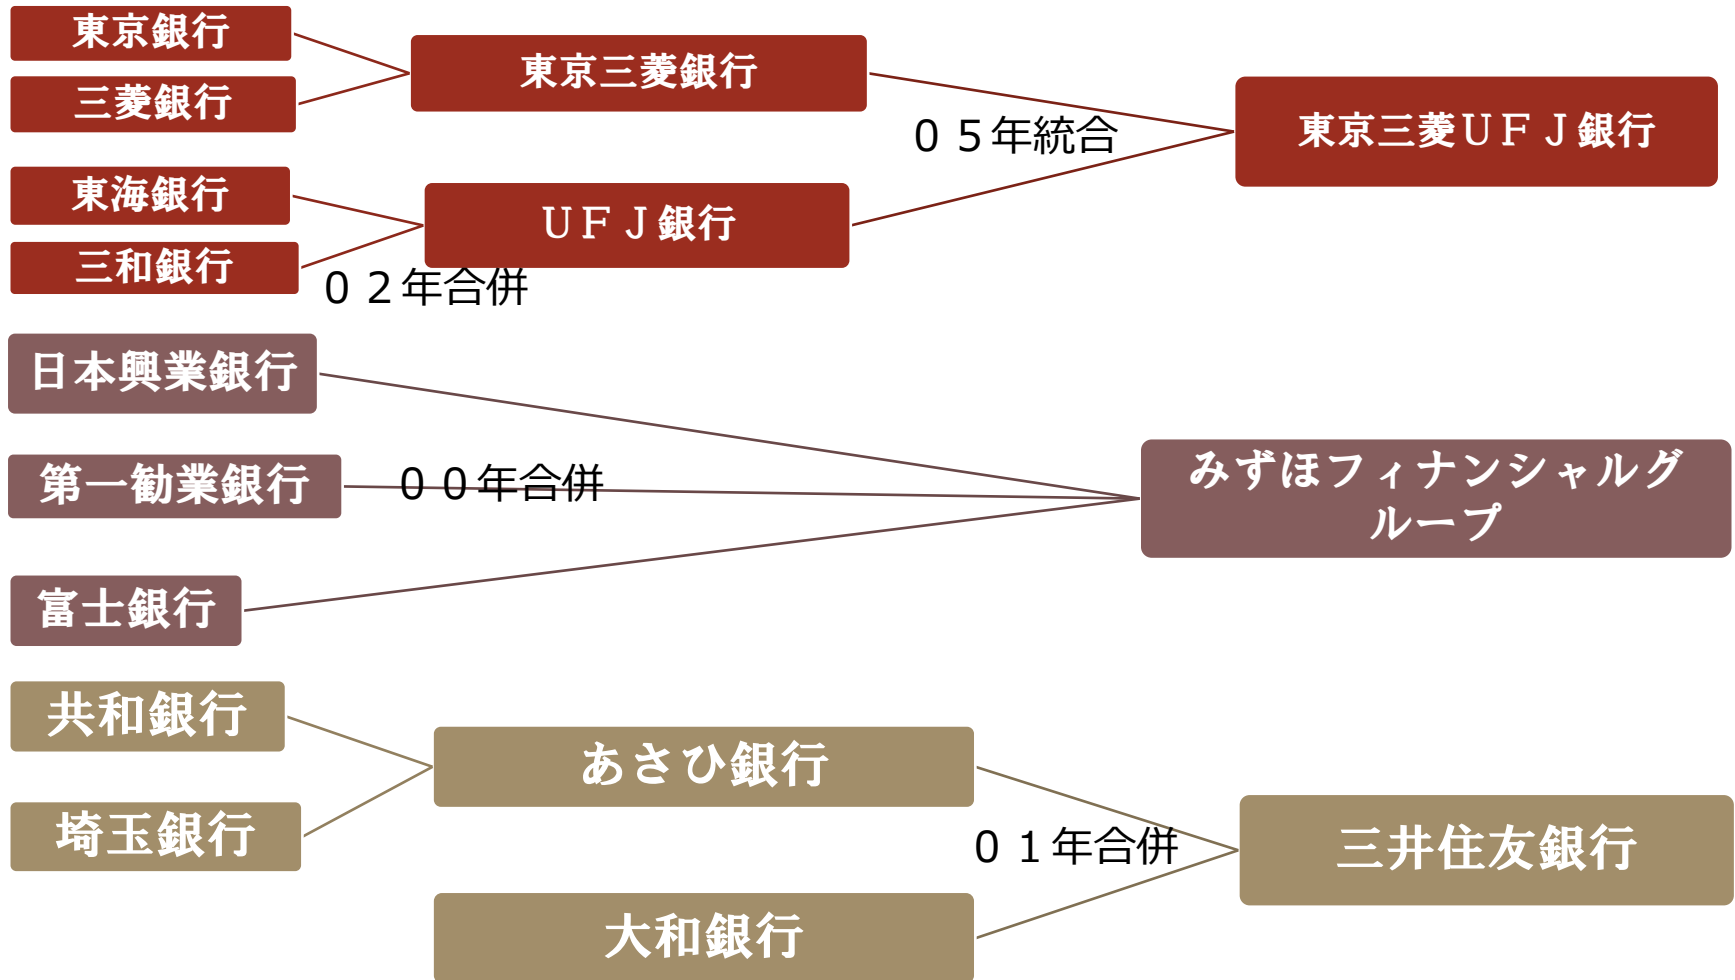 東京銀行
三菱銀行
東京三菱銀行
０５年統合
東京三菱ＵＦＪ銀行
東海銀行
三和銀行
ＵＦＪ銀行
０２年合併
日本興業銀行
第一勧業銀行
００年合併
富士銀行
みずほフィナンシャルグ
ループ
共和銀行
埼玉銀行
あさひ銀行
大和銀行
０１年合併
三井住友銀行